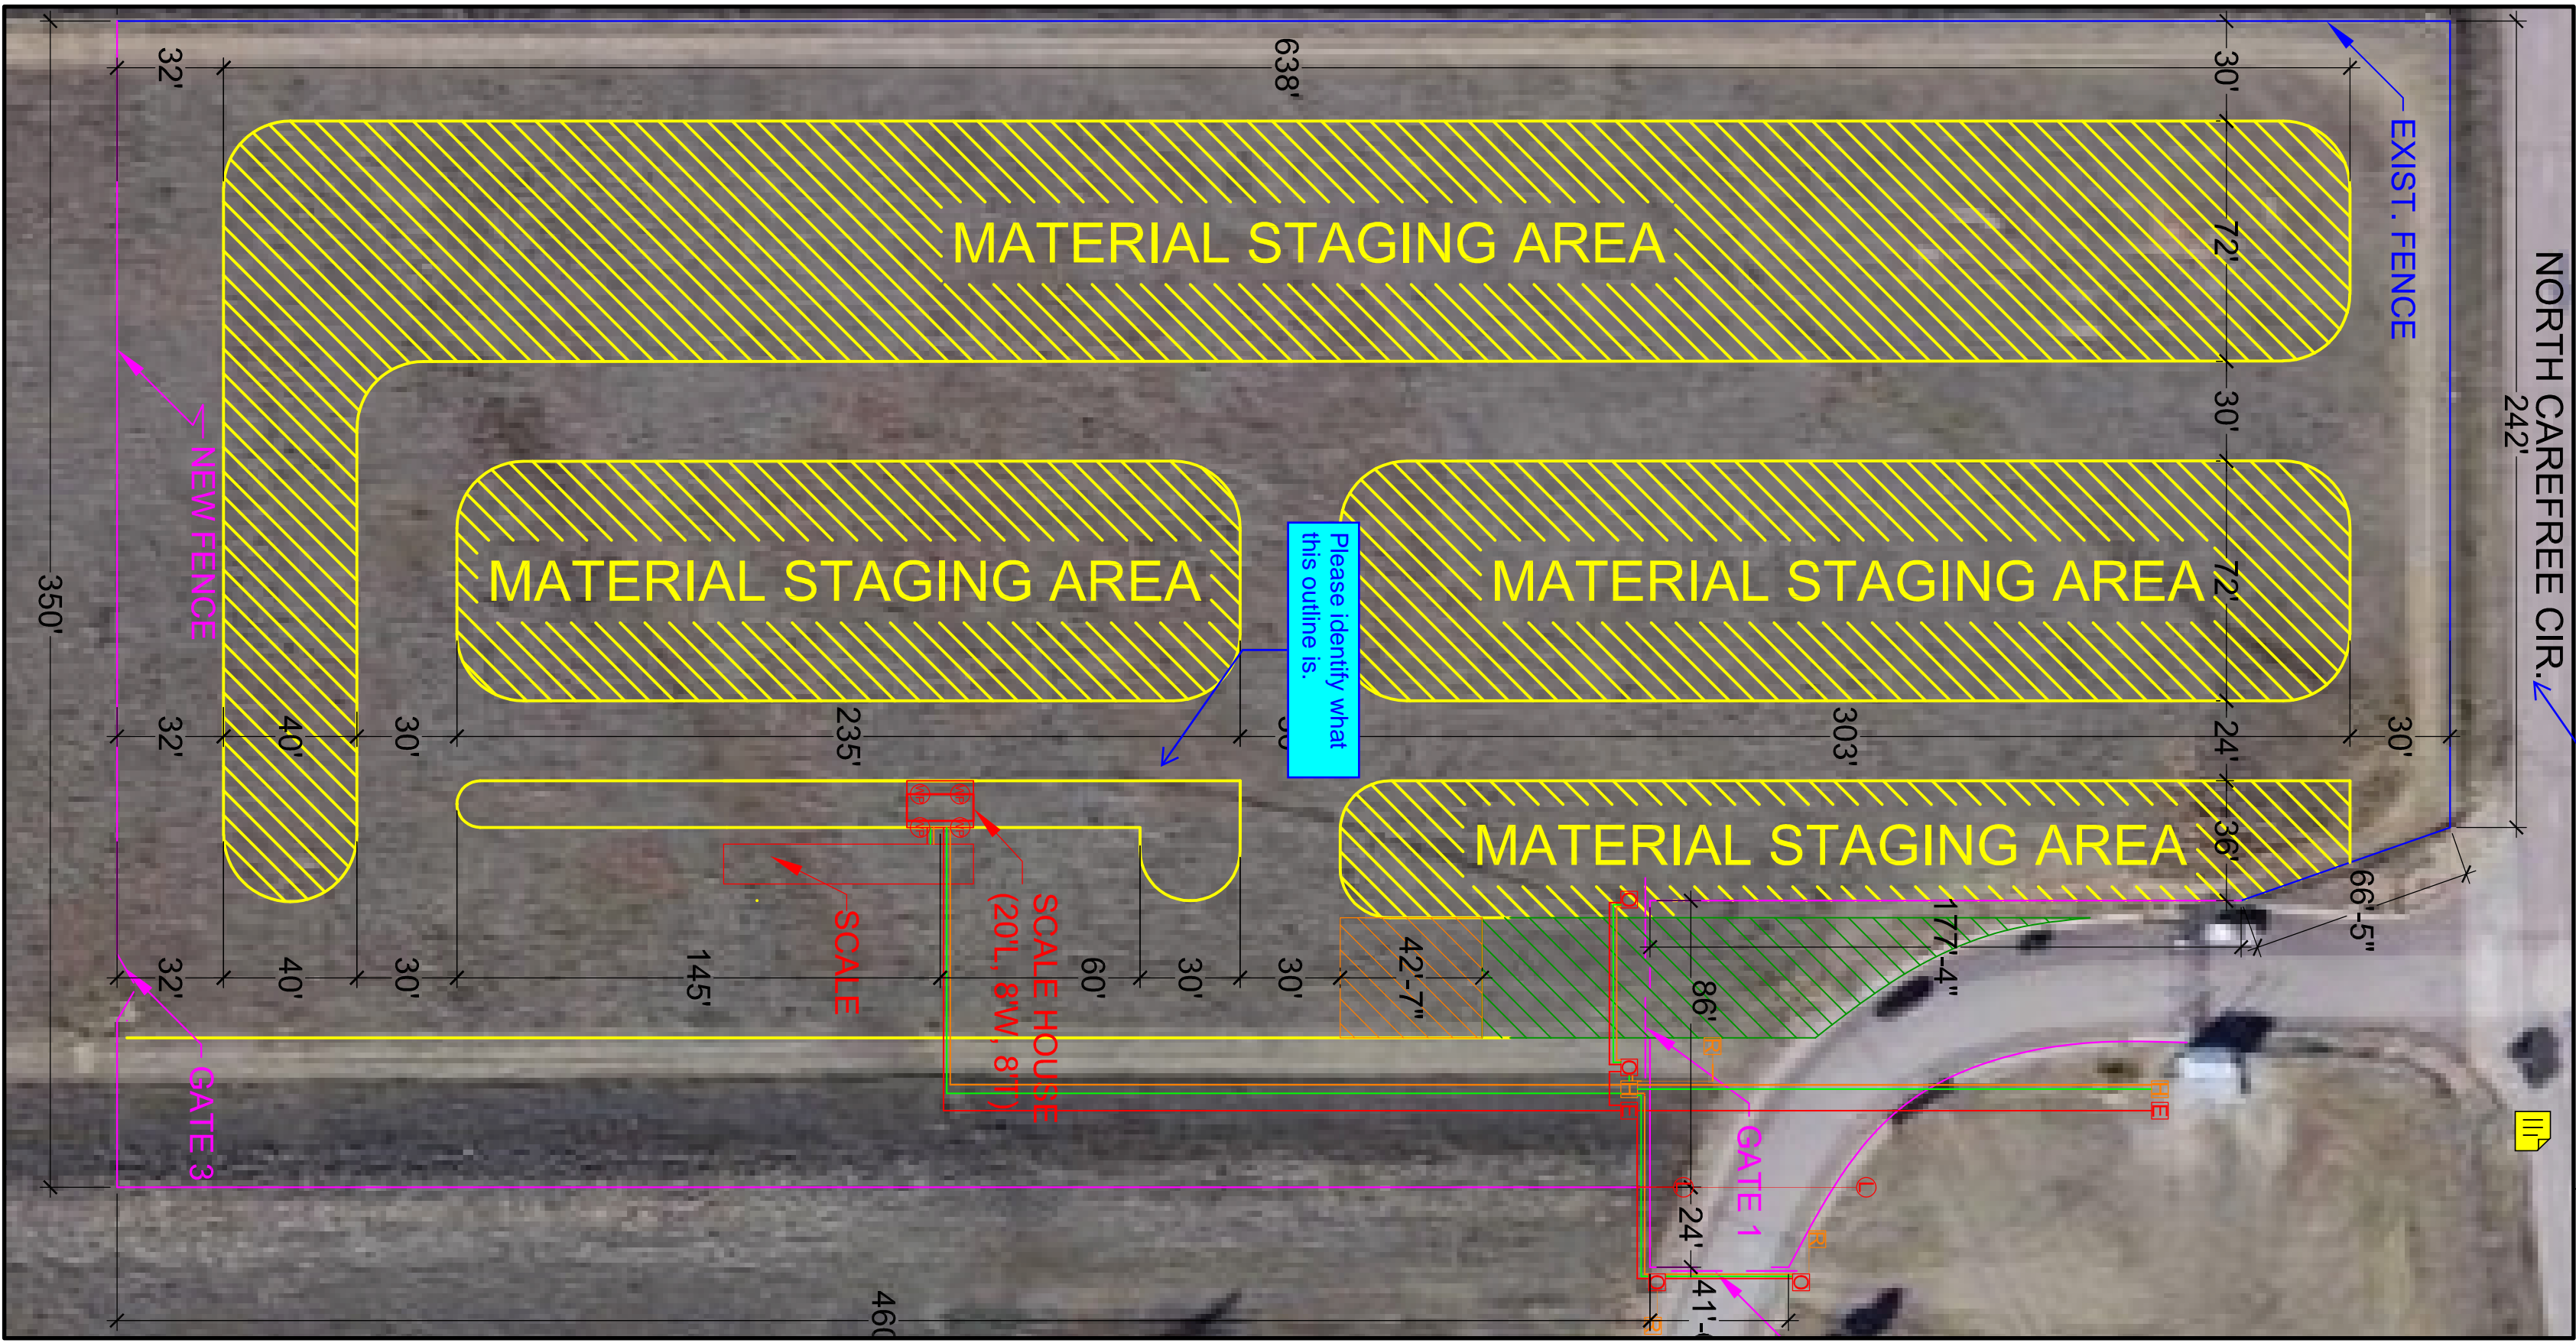 NORTH CAREFREE CIR.
242'
EXIST. FENCE
30'
72'
30'
72'
24'
36'
32'
638'
MATERIAL STAGING AREA
MATERIAL STAGING AREA
MATERIAL STAGING AREA
MATERIAL STAGING AREA
Please identify what
this outline is.
NEW FENCE
350'
32'
40'
30'
235'
303'
30'
66'-5"
177'-4"
86'
42'-7"
SCALE HOUSE
(20'L, 8'W, 8'T)
SCALE
32'
40'
30'
145'
60'
30'
30'
GATE 3
GATE 1
24'
O
O
H
E
R
H
E
L
L
R
O
O